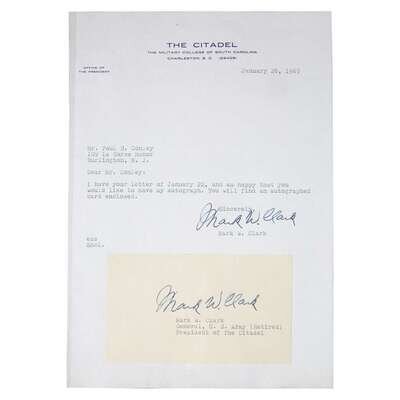 THE CITADEL
THE MILITARY COLLEGE OF SOUTH CAROLINA
CHARLESTON, S. C. (29409)
OFFICE OF
THE PRESIDENT
January 26, 1965
Mr. Paul H. Conley
Burlington, N. J.
Dear Mr. Conley:
I have your letter of January 22, and am happy that you
would like to have my autograph. You will find an autographed
card enclosed.
Sincerely,
Mark W. Clark
Mark W. Clark
Encl.
Mark W. Clark
Mark W. Clark
General, U. S. Army (Retired)
President of The Citadel